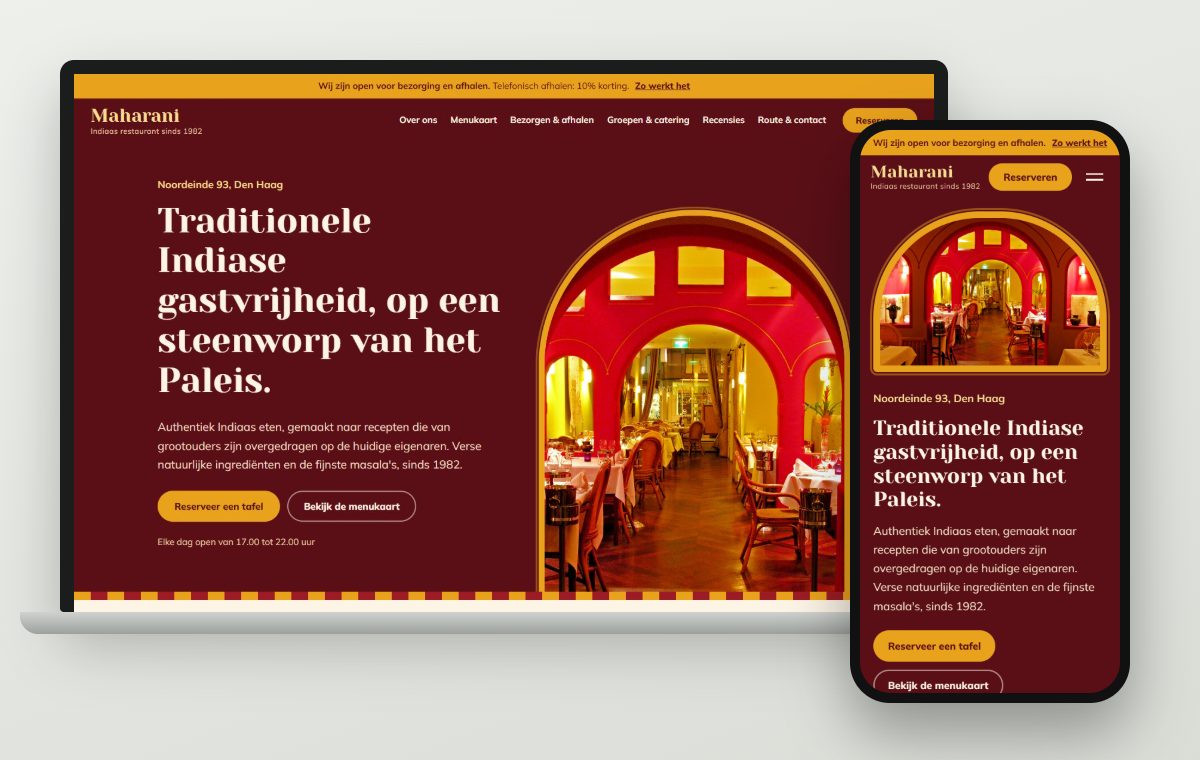 Wij zijn open voor bezorging en afhalen. Telefonisch afhalen: 10% korting. Zo werkt het
Maharani
Indiaas restaurant sinds 1982
Over ons Menukaart Bezorgen & afhalen Groepen & catering Recensies Route & contact
Noordeinde 93, Den Haag
Traditionele
Indiase
gastvrijheid, op een
steenworp van het
Paleis.
Authentiek Indiaas eten, gemaakt naar recepten die van
grootouders zijn overgedragen op de huidige eigenaren. Verse
natuurlijke ingrediënten en de fijnste masala's, sinds 1982.
Reserveer een tafel Bekijk de menukaart
Elke dag open van 17.00 tot 22.00 uur
Wij zijn open voor bezorging en afhalen. Zo werkt het
Maharani
Indiaas restaurant sinds 1982
Reserveren
Noordeinde 93, Den Haag
Traditionele Indiase
gastvrijheid, op een
steenworp van het
Paleis.
Authentiek Indiaas eten, gemaakt naar
recepten die van grootouders zijn
overgedragen op de huidige eigenaren.
Verse natuurlijke ingrediënten en de fijnste
masala's, sinds 1982.
Reserveer een tafel
Bekijk de menukaart